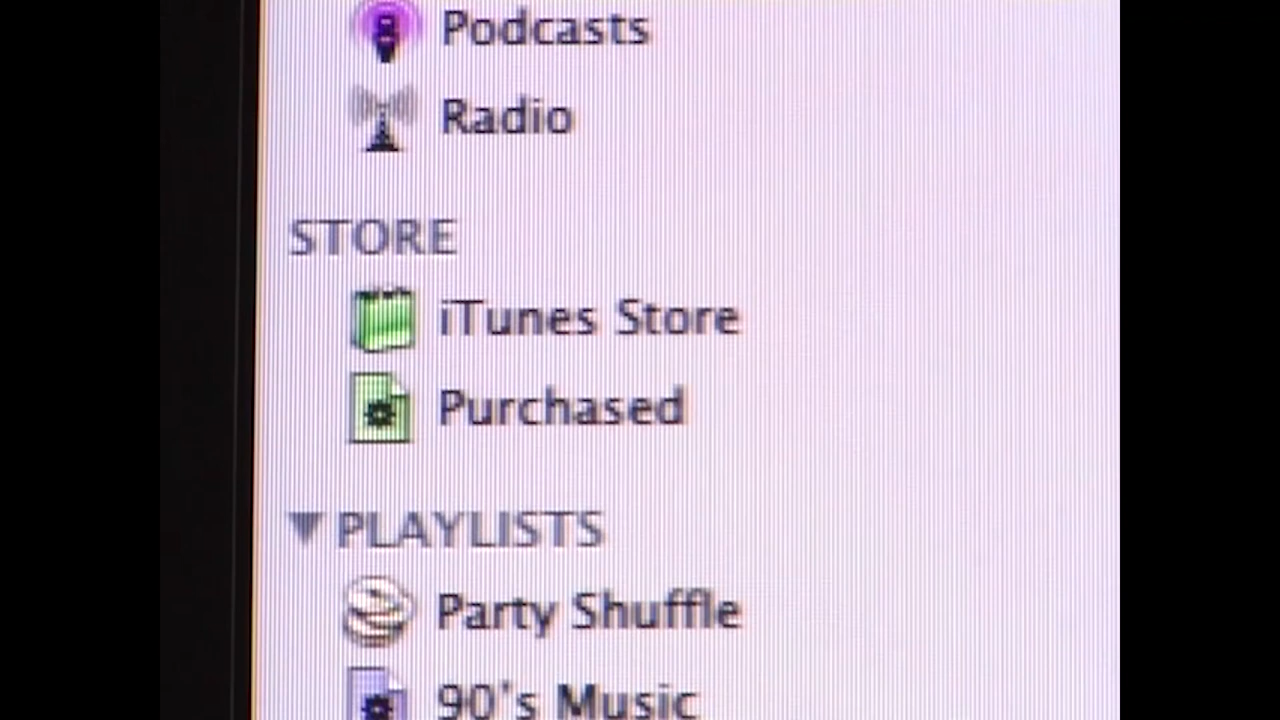 Podcasts
Radio
STORE
iTunes Store
Purchased
PLAYLISTS
Party Shuffle
90's Music